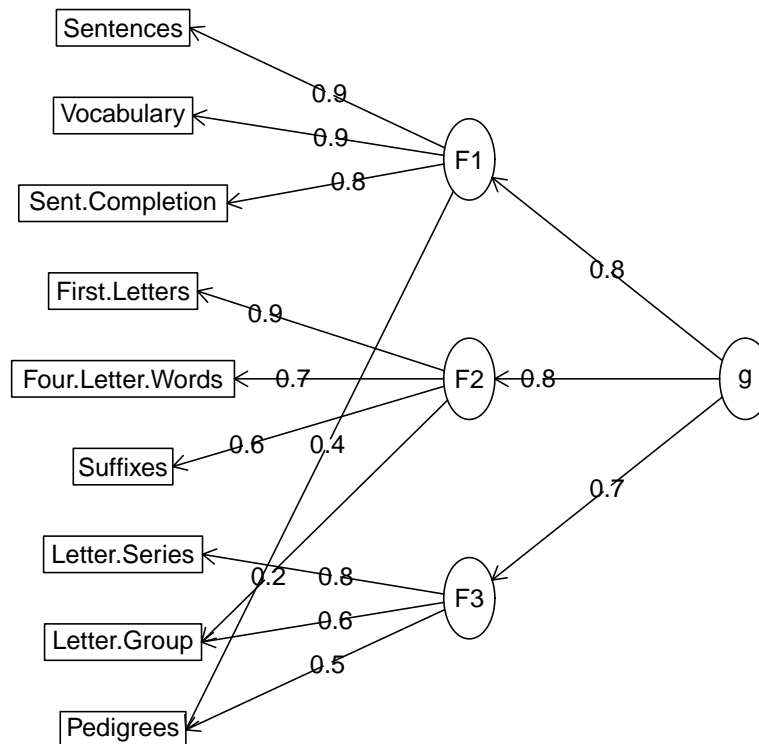 Sentences
0.9
Vocabulary
0.9
F1
0.8
Sent.Completion
0.8
First.Letters
0.9
Four.Letter.Words
0.7
F2
0.8
g
0.6
0.4
Suffixes
0.7
Letter.Series
0.2
0.8
F3
0.6
Letter.Group
0.5
Pedigrees